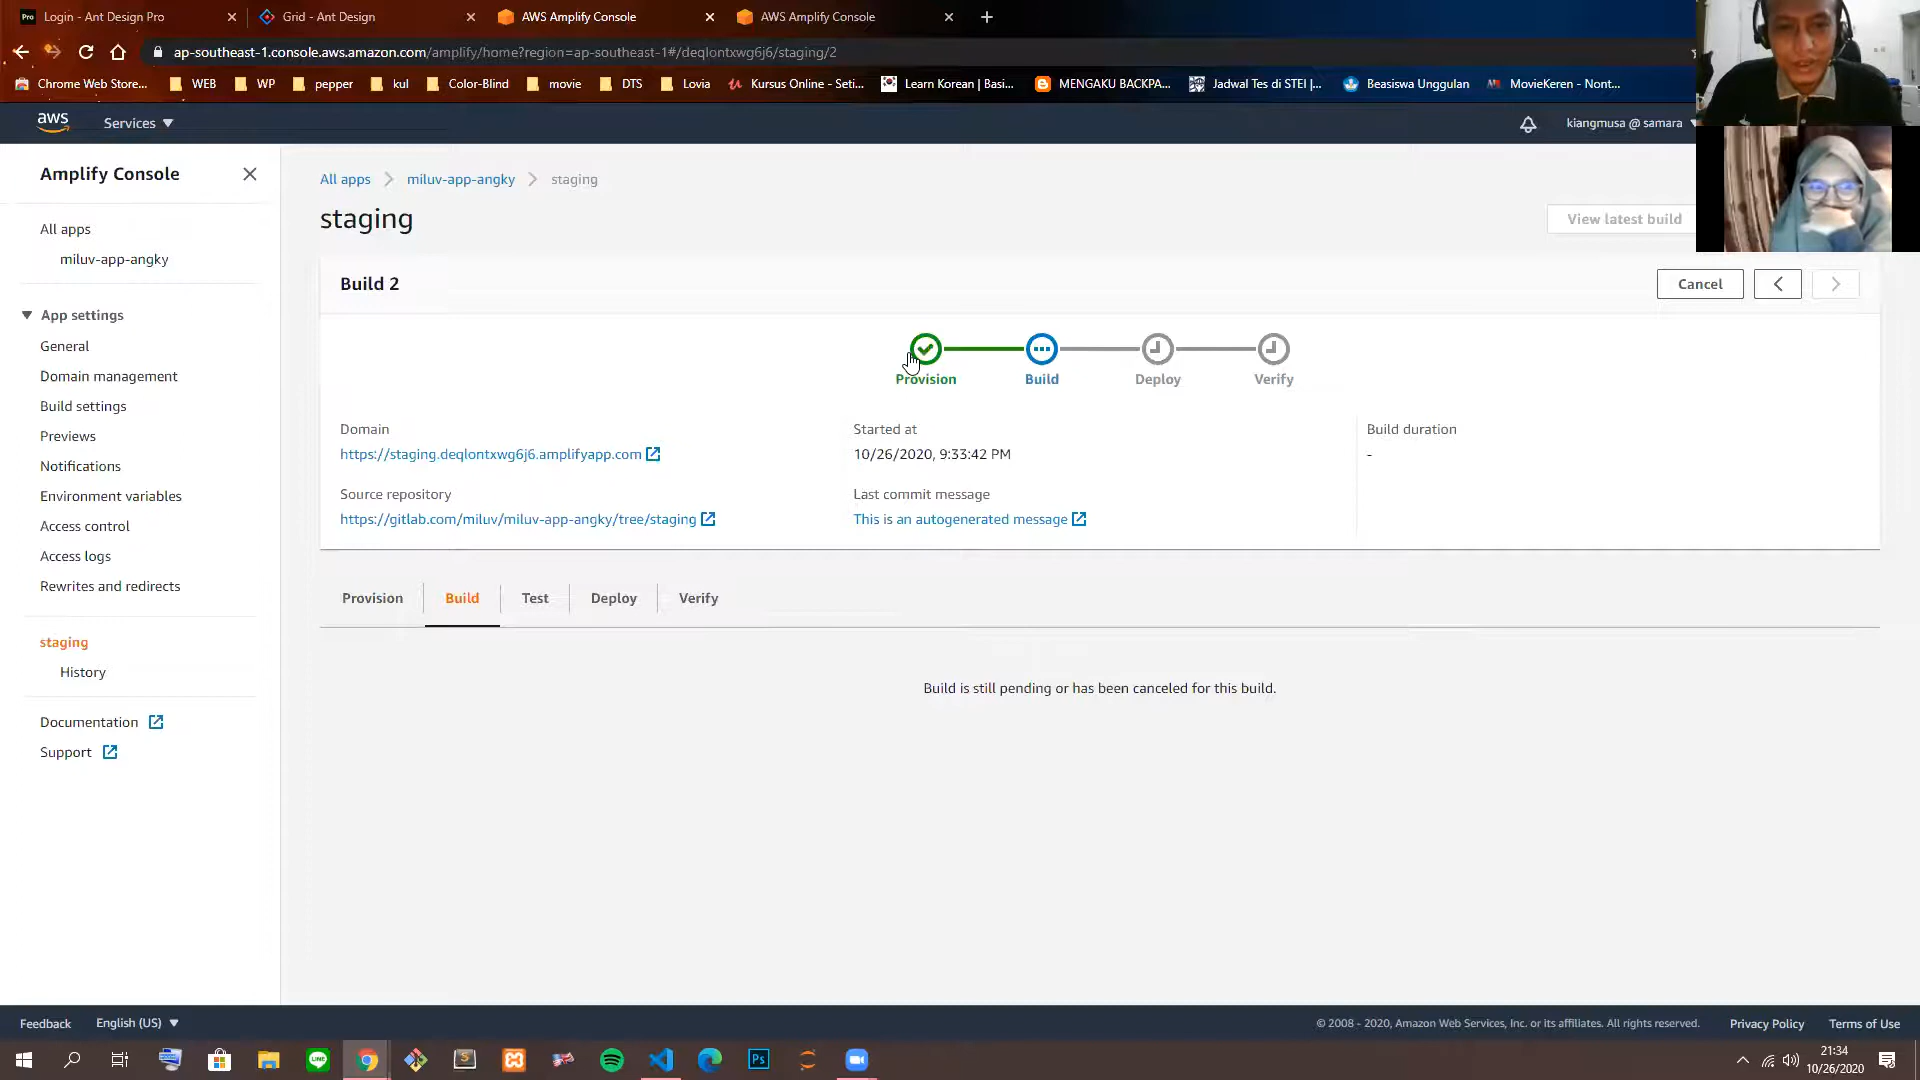 Login - Ant Design Pro
Grid - Ant Design
AWS Amplify Console
AWS Amplify Console
ap-southeast-1.console.aws.amazon.com/amplify/home?region=ap-southeast-1#/deqlontxwg6j6/staging/2
Chrome Web Store...
WEB
WP
pepper
kul
Color-Blind
movie
DTS
Lovia
Kursus Online - Seti...
Learn Korean | Basi...
MENGAKU BACKPA...
Jadwal Tes di STEI |...
Beasiswa Unggulan
MovieKeren - Nont...
aws
Services
kiangmusa @ samara
Amplify Console
All apps
miluv-app-angky
App settings
General
Domain management
Build settings
Previews
Notifications
Environment variables
Access control
Access logs
Rewrites and redirects
staging
History
Documentation
Support
All apps
miluv-app-angky
staging
staging
View latest build
Build 2
Cancel
Provision
Build
Deploy
Verify
Domain
https://staging.deqlontxwg6j6.amplifyapp.com
Started at
10/26/2020, 9:33:42 PM
Build duration
-
Source repository
https://gitlab.com/miluv/miluv-app-angky/tree/staging
Last commit message
This is an autogenerated message
Provision
Build
Test
Deploy
Verify
Build is still pending or has been canceled for this build.
Feedback
English (US)
© 2008 - 2020, Amazon Web Services, Inc. or its affiliates. All rights reserved.
Privacy Policy
Terms of Use
LINE
S
Ps
21:34
10/26/2020